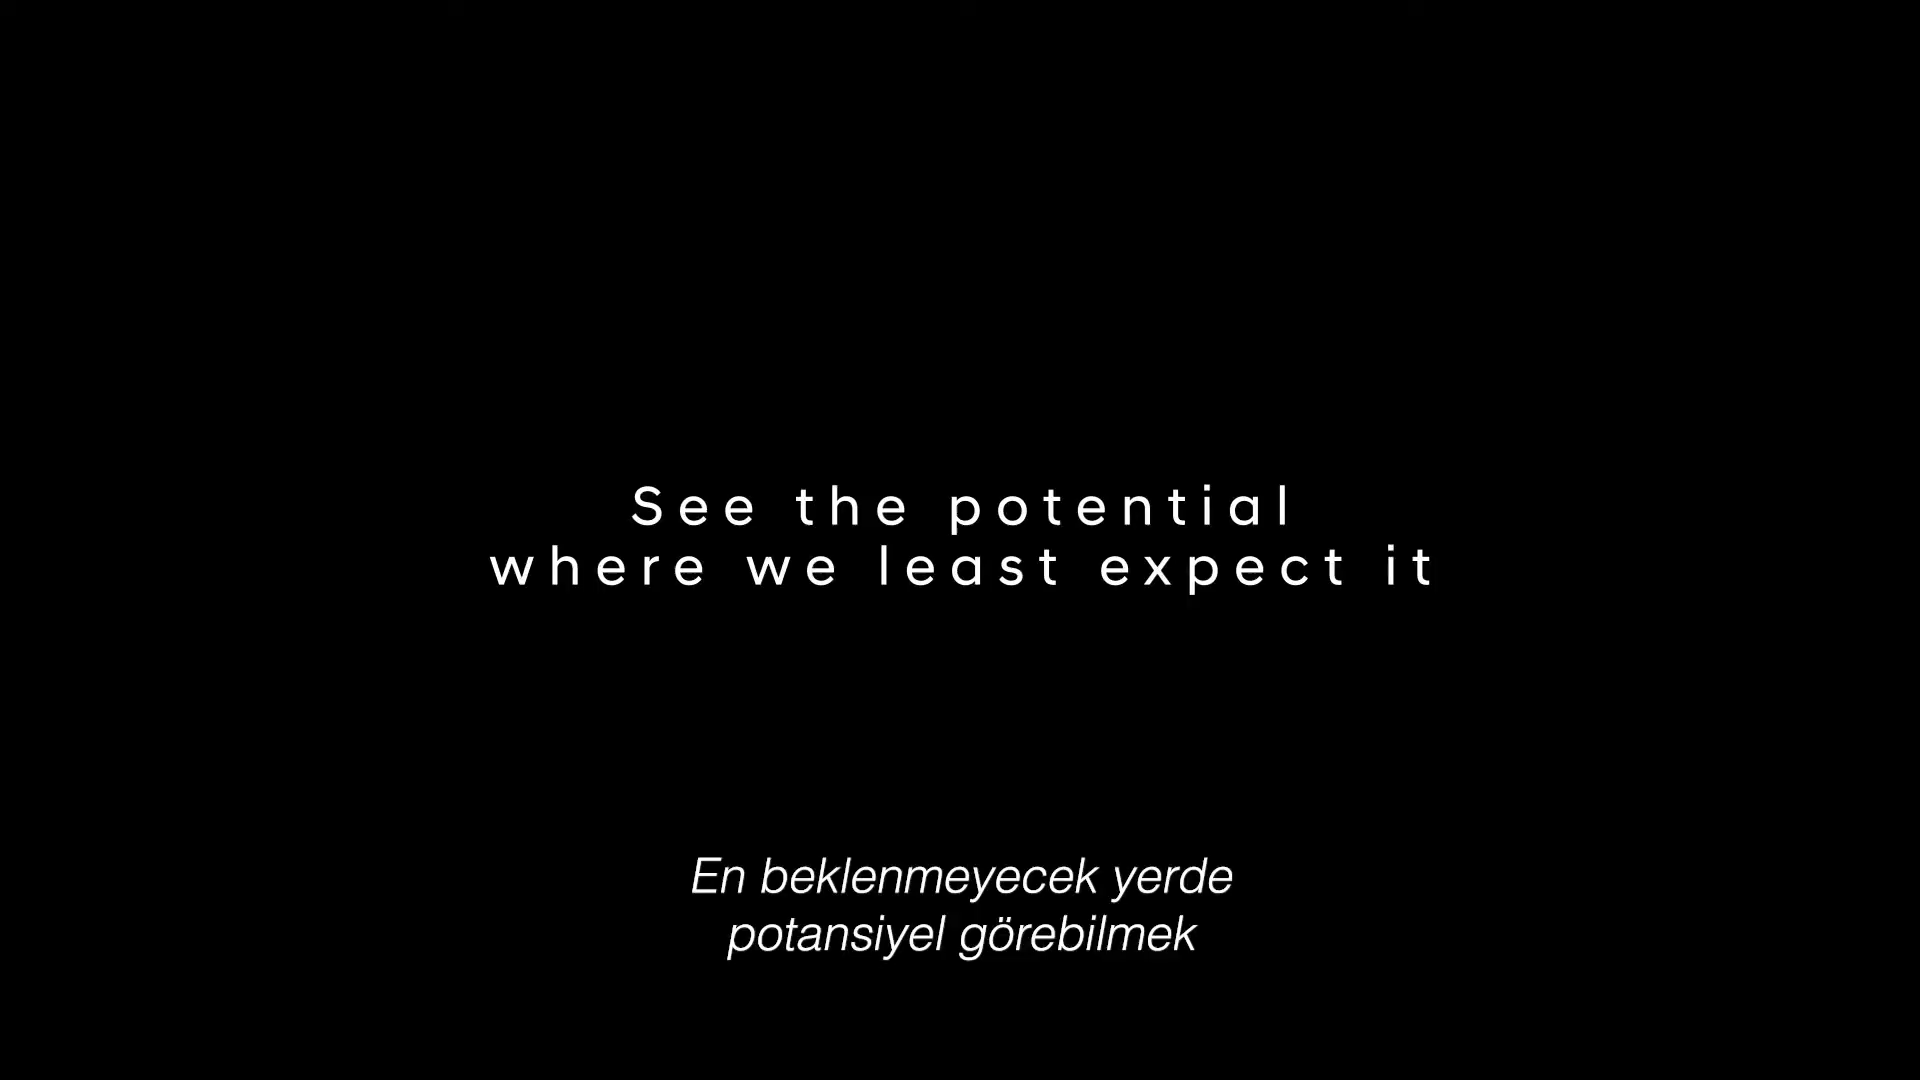 See the potential
where we least expect it
En beklenmeyecek yerde
potansiyel görebilmek